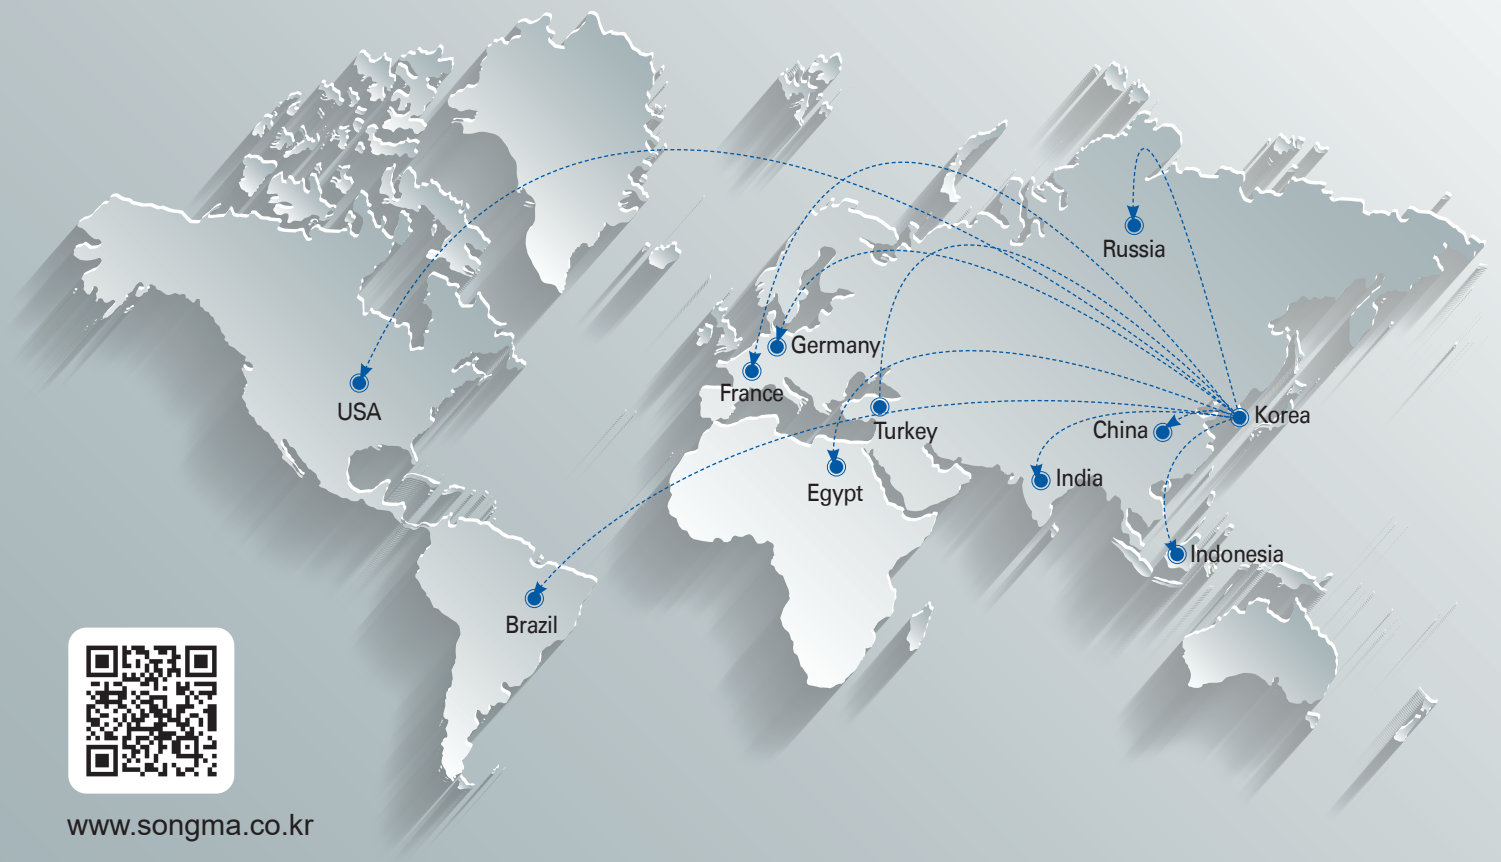 Russia
Germany
France
USA
Korea
China
Turkey
India
Egypt
Indonesia
Brazil
www.songma.co.kr